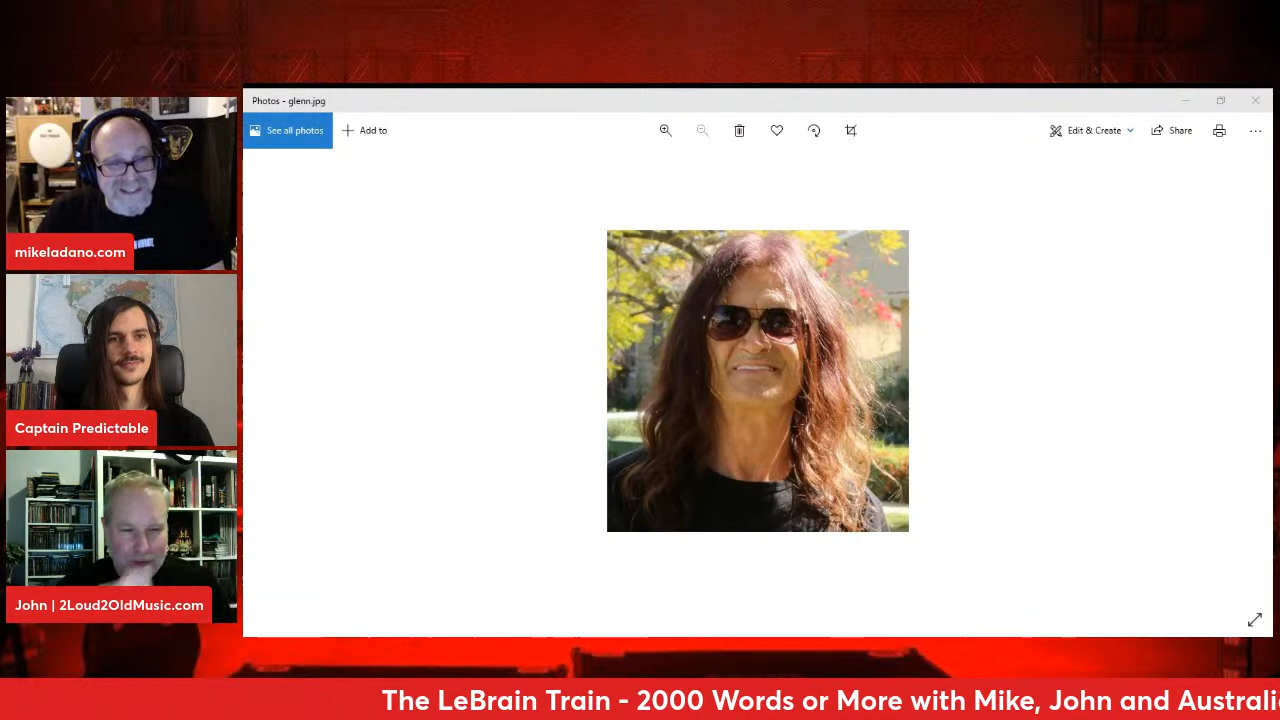 Photos - glenn.jpg
See all photos
Add to
Edit & Create
Share
mikeladano.com
Captain Predictable
John | 2Loud2OldMusic.com
The LeBrain Train - 2000 Words or More with Mike, John and Australi